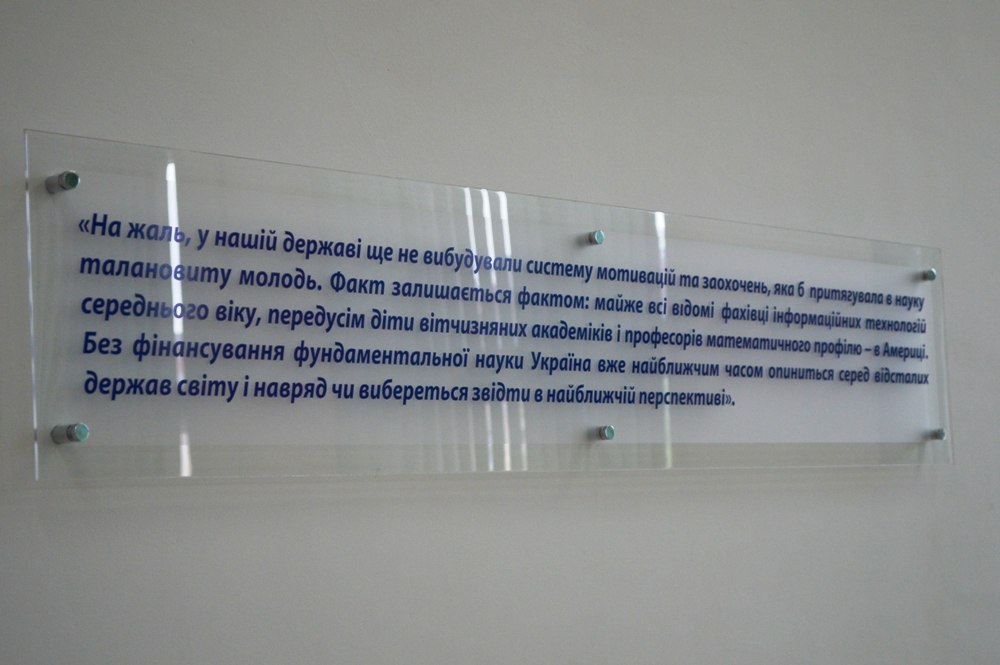 «На жаль, у нашій державі ще не вибудували систему мотивацій та заохочень, яка б притягувала в науку
талановиту молодь. Факт залишається фактом: майже всі відомі фахівці інформаційних технологій
середнього віку, передусім діти вітчизняних академіків і професорів математичного профілю – в Америці.
Без фінансування фундаментальної науки Україна вже найближчим часом опиниться серед відсталих
держав світу і навряд чи вибереться звідти в найближчій перспективі».